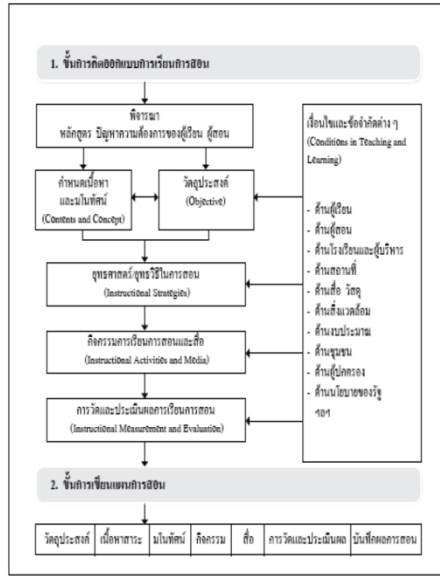 1. ขั้นการคิดออกแบบการเรียนการสอน
พิจารณา
หลักสูตร ปัญหาความต้องการของผู้เรียน ผู้สอน
กำหนดเนื้อหา
และมโนทัศน์
(Contents and Concept)
วัตถุประสงค์
(Objective)
ยุทธศาสตร์/ยุทธวิธีในการสอน
(Instructional Strategies)
กิจกรรมการเรียนการสอนและสื่อ
(Instructional Activities and Media)
การวัดและประเมินผลการเรียนการสอน
(Instructional Measurement and Evaluation)
เงื่อนไขและข้อจำกัดต่าง ๆ
(Conditions in Teaching and
Learning)
- ด้านผู้เรียน
- ด้านผู้สอน
- ด้านโรงเรียนและผู้บริหาร
- ด้านสถานที่
- ด้านสื่อ วัสดุ
- ด้านสิ่งแวดล้อม
- ด้านงบประมาณ
- ด้านชุมชน
- ด้านผู้ปกครอง
- ด้านนโยบายของรัฐ
ฯลฯ
2. ขั้นการเขียนแผนการสอน
วัตถุประสงค์ เนื้อหาสาระ มโนทัศน์ กิจกรรม สื่อ การวัดและประเมินผล บันทึกผลการสอน